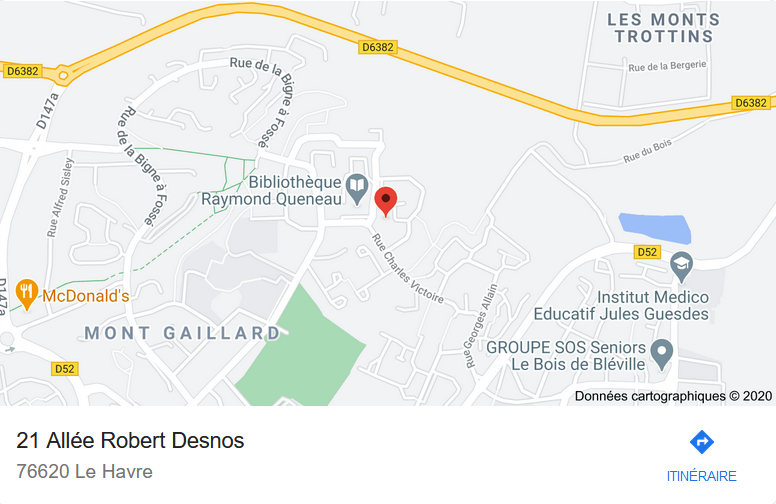 LES MONTS
TROTTINS
D6382
D6382
Rue de la Bergerie
Rue de la Bigne à Fossé
D147a
D6382
Rue de la Bigne à Fossé
Rue du Bois
Rue Alfred Sisley
Bibliothèque
Raymond Queneau
Rue Charles Victoire
D52
D147a
McDonald's
Institut Medico
Educatif Jules Guesdes
Rue Georges Allain
MONT GAILLARD
GROUPE SOS Seniors
Le Bois de Bléville
D52
Données cartographiques © 2020
21 Allée Robert Desnos
76620 Le Havre
ITINÉRAIRE